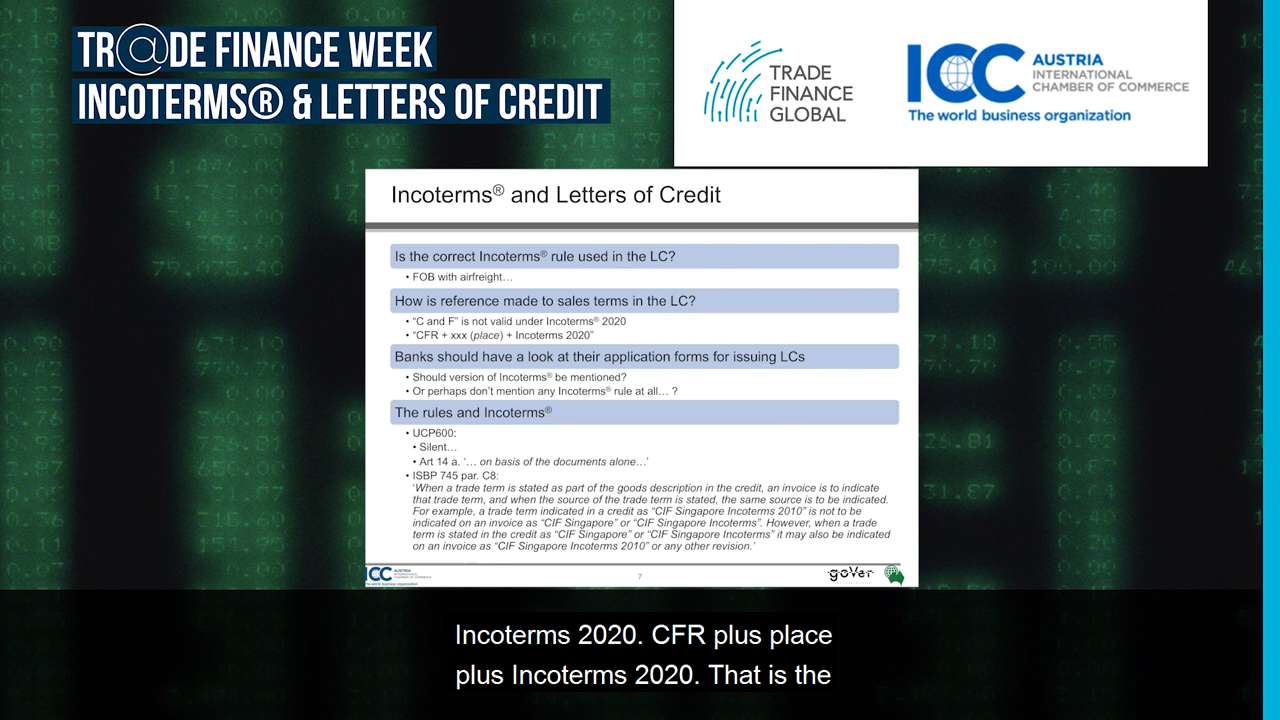 TR@DE FINANCE WEEK
INCOTERMS® & LETTERS OF CREDIT
TRADE
FINANCE
GLOBAL
ICC AUSTRIA
INTERNATIONAL
CHAMBER OF COMMERCE
The world business organization
Incoterms® and Letters of Credit
Is the correct Incoterms® rule used in the LC?
• FOB with airfreight…
How is reference made to sales terms in the LC?
• “C and F” is not valid under Incoterms® 2020
• “CFR + xxx (place) + Incoterms 2020”
Banks should have a look at their application forms for issuing LCs
• Should version of Incoterms® be mentioned?
• Or perhaps don’t mention any Incoterms® rule at all… ?
The rules and Incoterms®
• UCP600:
• Silent…
• Art 14 a. ‘… on basis of the documents alone…’
• ISBP 745 par. C8:
‘When a trade term is stated as part of the goods description in the credit, an invoice is to indicate
that trade term, and when the source of the trade term is stated, the same source is to be indicated.
For example, a trade term indicated in a credit as “CIF Singapore Incoterms 2010” is not to be
indicated on an invoice as “CIF Singapore” or “CIF Singapore Incoterms”. However, when a trade
term is stated in the credit as “CIF Singapore” or “CIF Singapore Incoterms” it may also be indicated
on an invoice as “CIF Singapore Incoterms 2010” or any other revision.’
ICC AUSTRIA
INTERNATIONAL
CHAMBER OF COMMERCE
The world business organization
7
goVer
Incoterms 2020. CFR plus place
plus Incoterms 2020. That is the